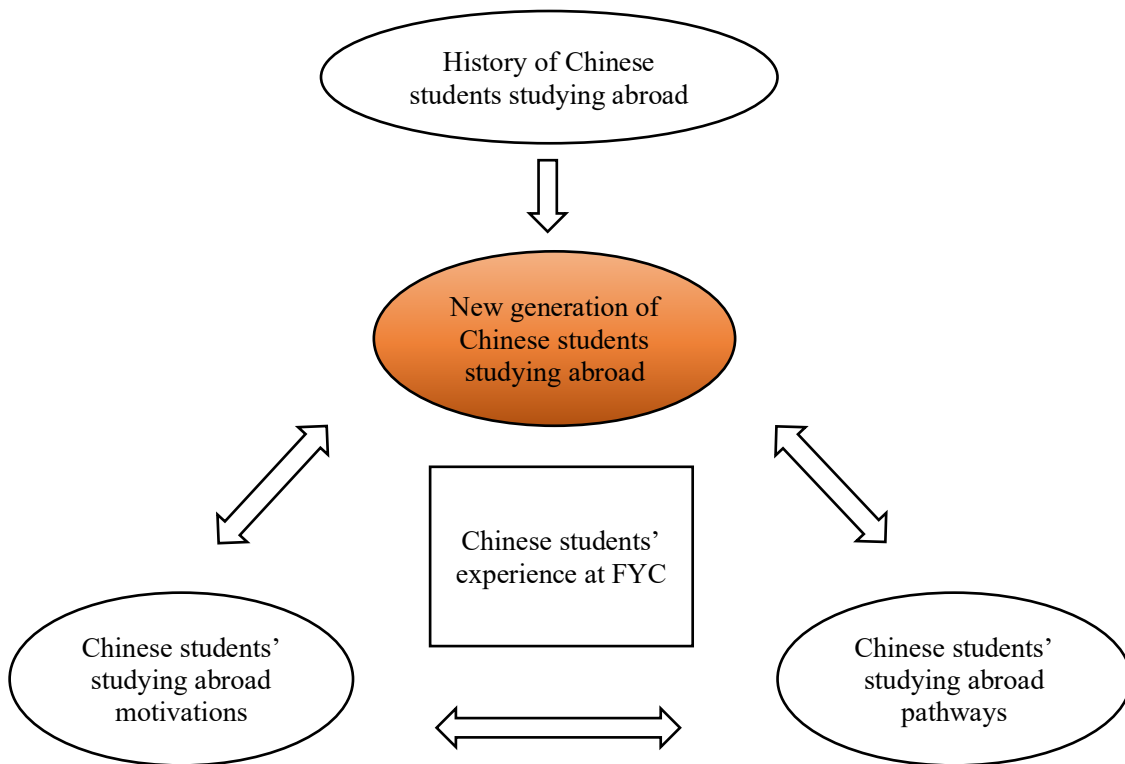 History of Chinese
students studying abroad
New generation of
Chinese students
studying abroad
Chinese students’
experience at FYC
Chinese students’
studying abroad
motivations
Chinese students’
studying abroad
pathways